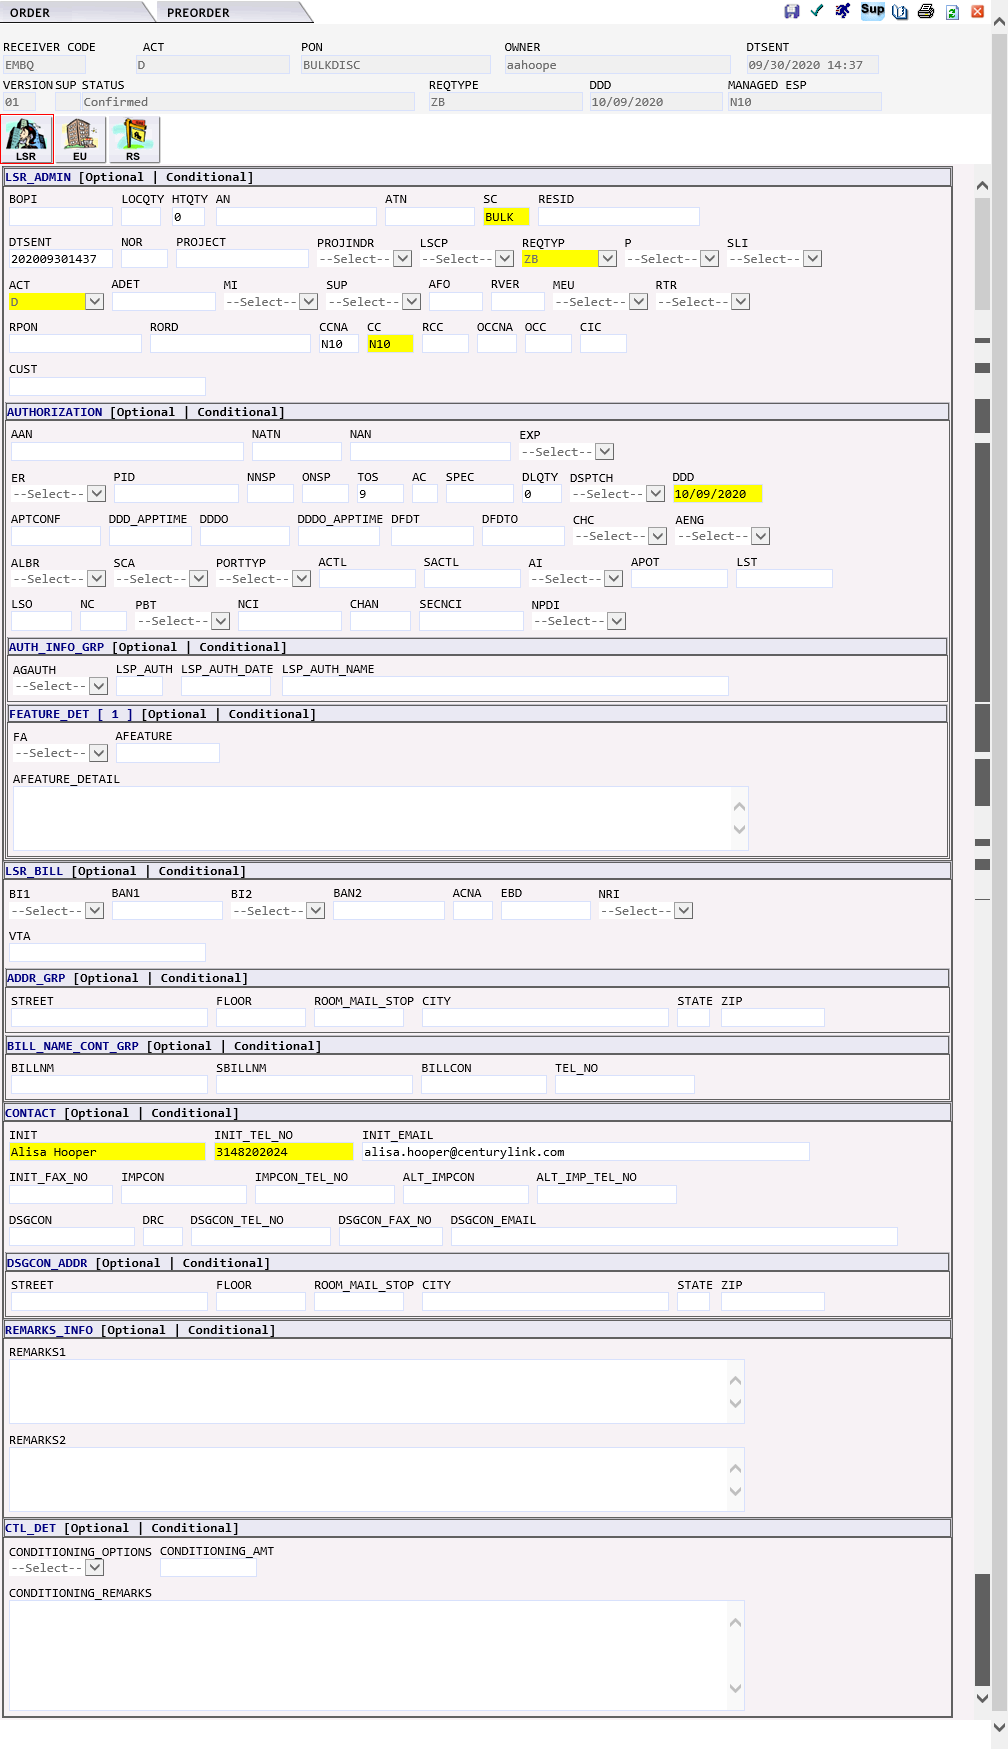 ORDER PREORDER Sup
RECEIVER CODE ACT PON OWNER DTSENT
EMBQ D BULKDISC aahoope 09/30/2020 14:37
VERSION SUP STATUS REQTYPE DDD MANAGED ESP
01 Confirmed ZB 10/09/2020 N10
LSR EU RS
LSR_ADMIN [Optional | Conditional]
BOPI LOCQTY HTQTY AN ATN SC RESID
0 BULK
DTSENT NOR PROJECT PROJINDR LSCP REQTYP P SLI
202009301437 --Select-- --Select-- ZB --Select-- --Select--
ACT ADET MI SUP AFO RVER MEU RTR
D --Select-- --Select-- --Select-- --Select--
RPON RORD CCNA CC RCC OCCNA OCC CIC
N10 N10
CUST
AUTHORIZATION [Optional | Conditional]
AAN NATN NAN EXP
--Select--
ER PID NNSP ONSP TOS AC SPEC DLQTY DSPTCH DDD
--Select-- 9 0 --Select-- 10/09/2020
APTCONF DDD_APPTIME DDDO DDDO_APPTIME DFDT DFDTO CHC AENG
--Select-- --Select--
ALBR SCA PORTTYP ACTL SACTL AI APOT LST
--Select-- --Select-- --Select-- --Select--
LSO NC PBT NCI CHAN SECNCI NPDI
--Select-- --Select--
AUTH_INFO_GRP [Optional | Conditional]
AGAUTH LSP_AUTH LSP_AUTH_DATE LSP_AUTH_NAME
--Select--
FEATURE_DET [ 1 ] [Optional | Conditional]
FA AFEATURE
--Select--
AFEATURE_DETAIL
LSR_BILL [Optional | Conditional]
BI1 BAN1 BI2 BAN2 ACNA EBD NRI
--Select-- --Select-- --Select--
VTA
ADDR_GRP [Optional | Conditional]
STREET FLOOR ROOM_MAIL_STOP CITY STATE ZIP
BILL_NAME_CONT_GRP [Optional | Conditional]
BILLNM SBILLNM BILLCON TEL_NO
CONTACT [Optional | Conditional]
INIT INIT_TEL_NO INIT_EMAIL
Alisa Hooper 3148202024 alisa.hooper@centurylink.com
INIT_FAX_NO IMPCON IMPCON_TEL_NO ALT_IMPCON ALT_IMP_TEL_NO
DSGCON DRC DSGCON_TEL_NO DSGCON_FAX_NO DSGCON_EMAIL
DSGCON_ADDR [Optional | Conditional]
STREET FLOOR ROOM_MAIL_STOP CITY STATE ZIP
REMARKS_INFO [Optional | Conditional]
REMARKS1
REMARKS2
CTL_DET [Optional | Conditional]
CONDITIONING_OPTIONS CONDITIONING_AMT
--Select--
CONDITIONING_REMARKS